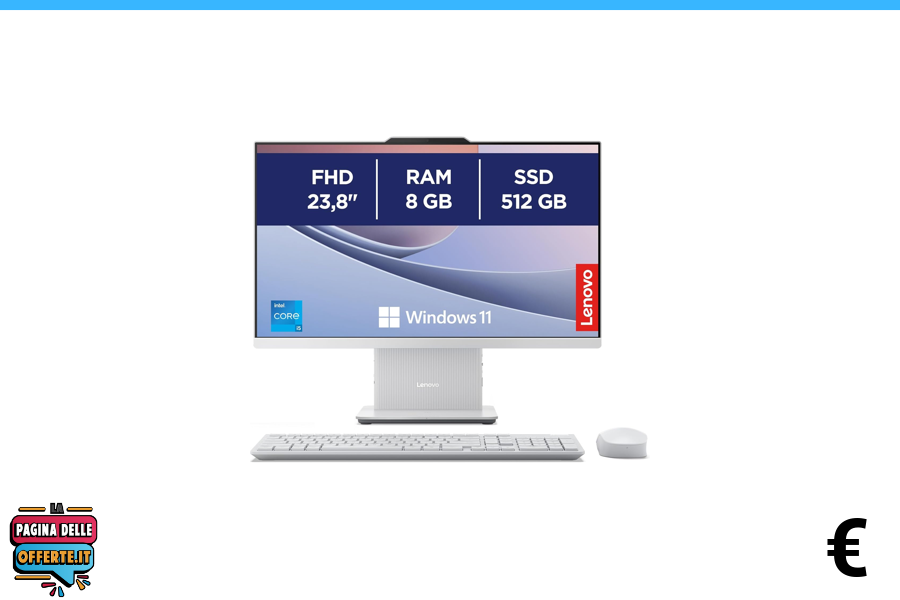 FHD
23,8"
RAM
8 GB
SSD
512 GB
Lenovo
intel
CORE
i5
Windows 11
Lenovo
LA
PAGINA DELLE
OFFERTE.IT
€